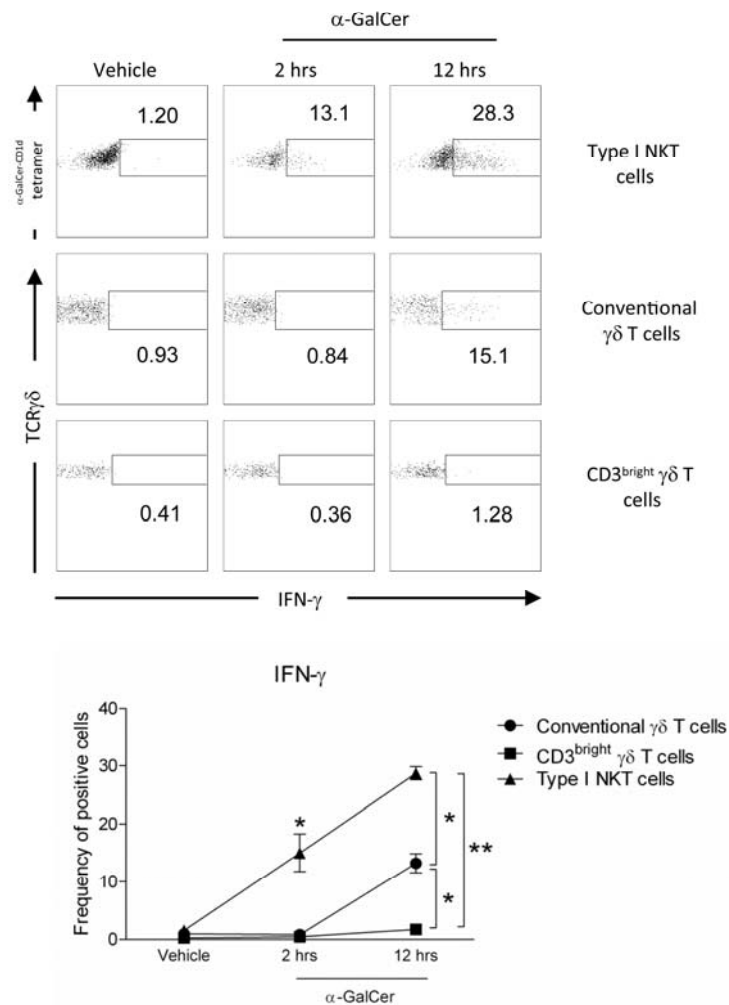 α-GalCer
Vehicle 2 hrs 12 hrs
α-GalCer-CD1d
tetramer
1.20 13.1 28.3
Type I NKT
cells
TCRγδ
0.93 0.84 15.1
Conventional
γδ T cells
0.41 0.36 1.28
CD3bright γδ T
cells
IFN-γ
IFN-γ
Frequency of positive cells
40
30
20
10
0
*
*
**
*
Conventional γδ T cells
CD3bright γδ T cells
Type I NKT cells
Vehicle 2 hrs 12 hrs
α-GalCer